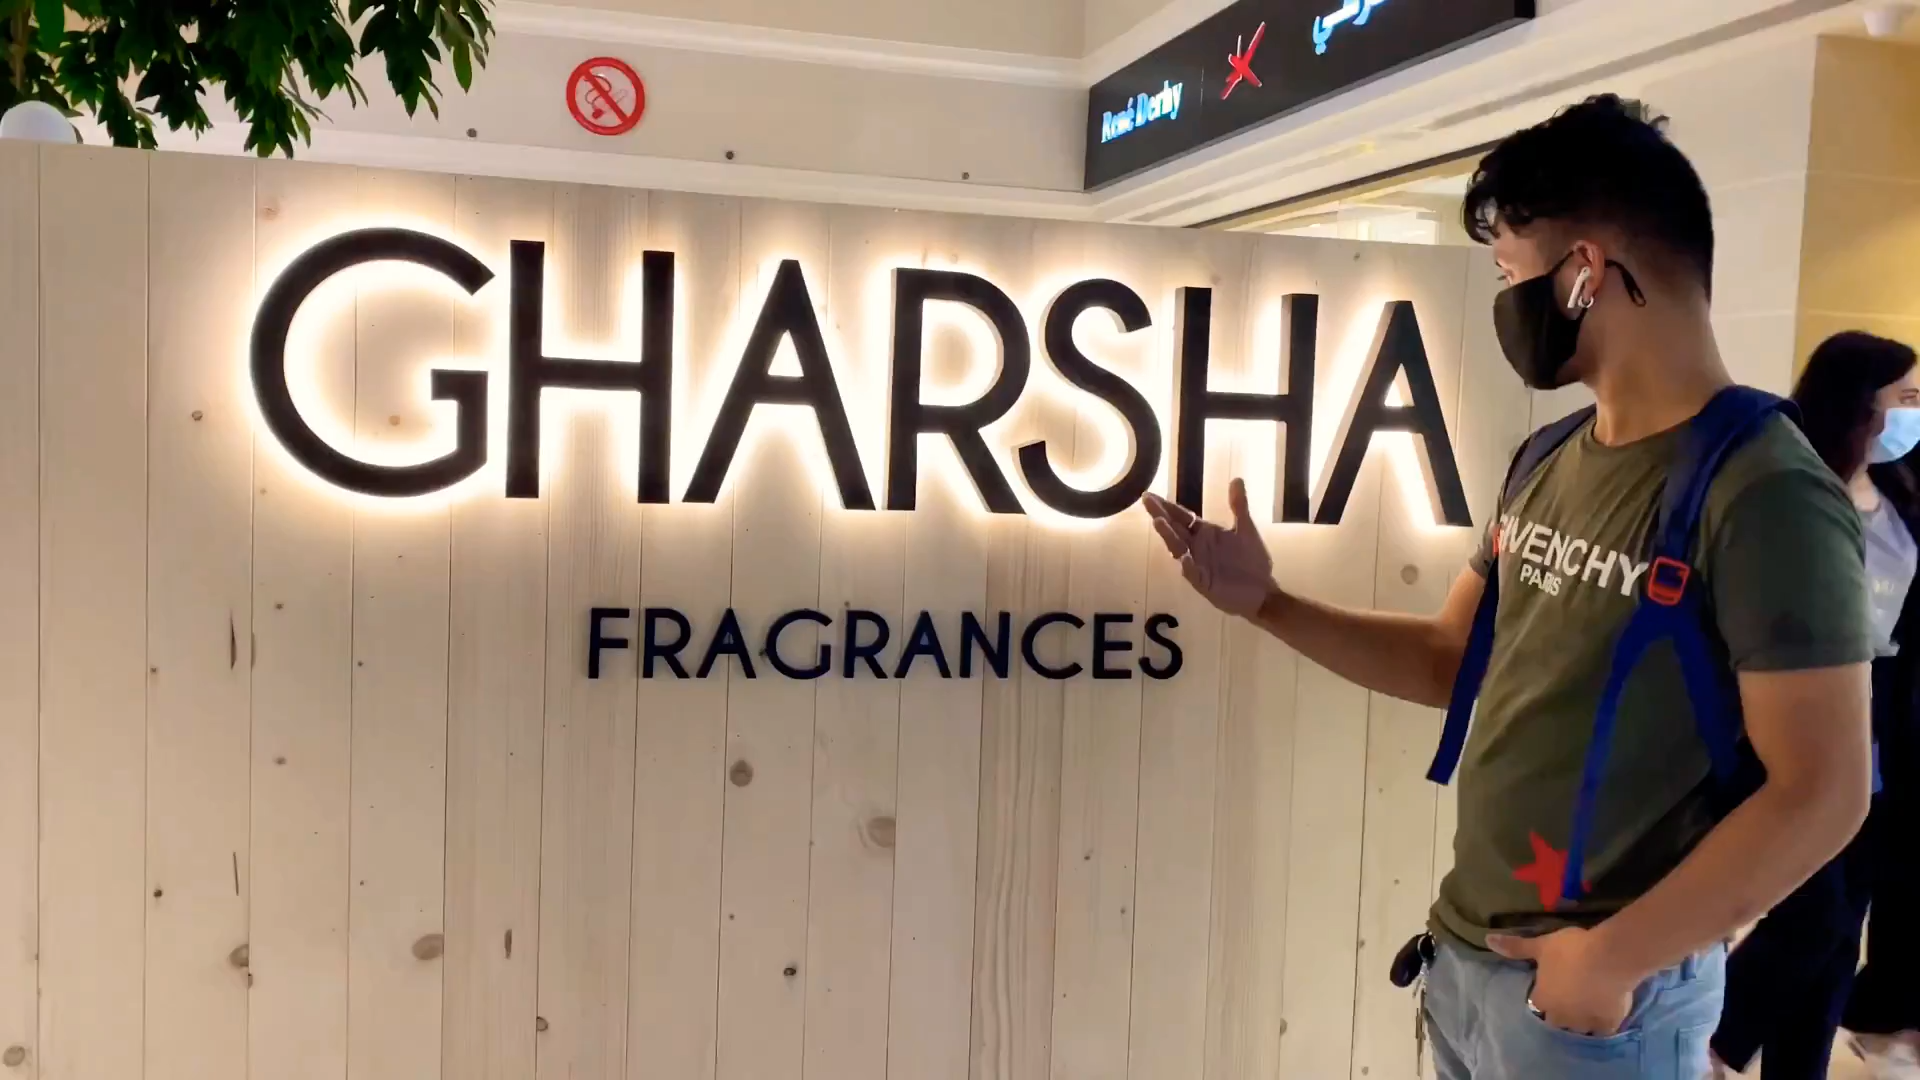 René Derhy
GHARSHA
FRAGRANCES
GIVENCHY
PARIS